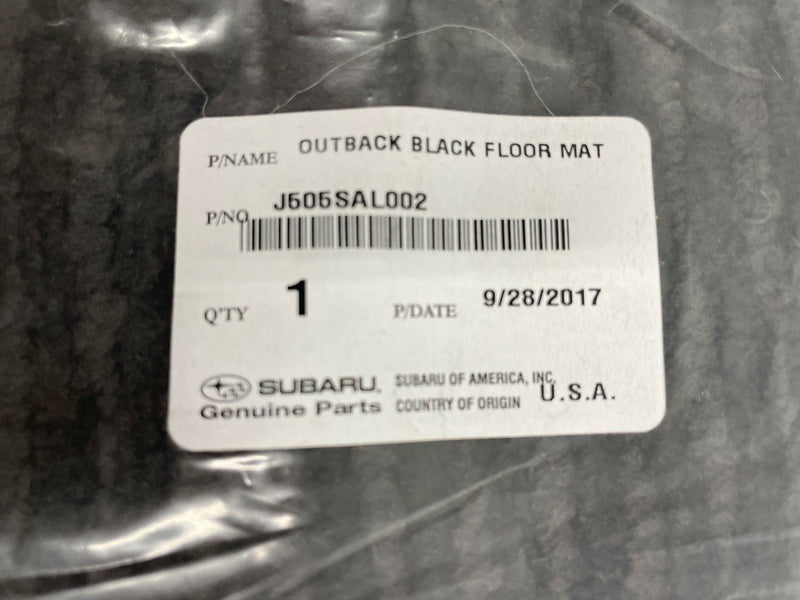 P/NAME OUTBACK BLACK FLOOR MAT
P/NO J505SAL002
Q'TY 1 P/DATE 9/28/2017
SUBARU. SUBARU OF AMERICA, INC.
Genuine Parts COUNTRY OF ORIGIN U.S.A.